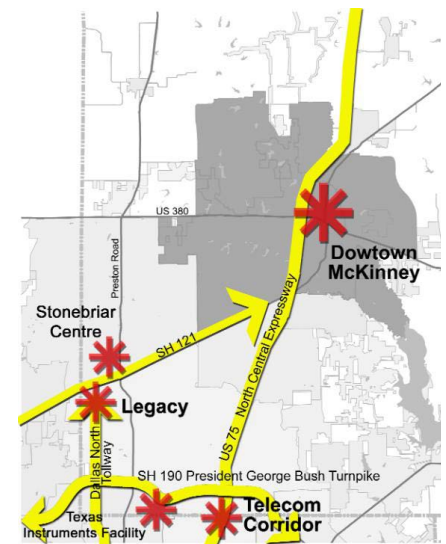 US 380
Dowtown
McKinney
Preston Road
Stonebriar
Centre
SH 121
US 75   North Central Expressway
Legacy
Dallas North
Tollway
SH 190 President George Bush Turnpike
Telecom
Corridor
Texas
Instruments Facility